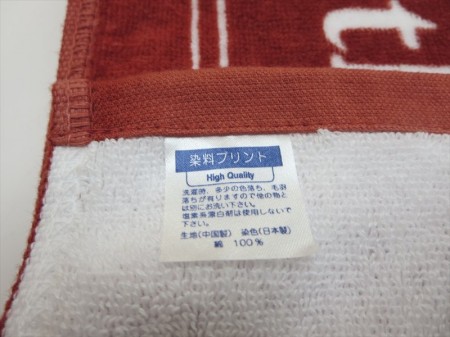 t
染料プリント
High Quality
洗濯時、多少の色落ち、毛羽
落ちが有りますので他の物と
は別にお洗い下さい。
塩素系漂白剤は使用しないで
下さい。
生地(中国製) 染色(日本製)
綿 100%